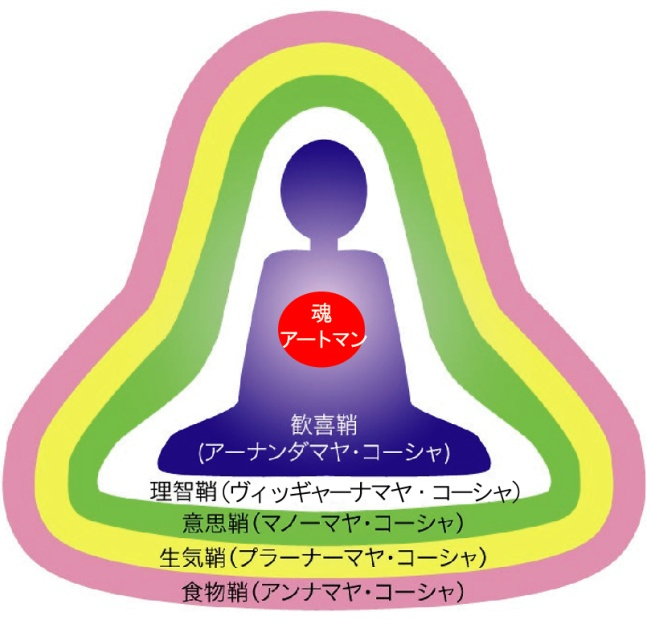 魂
アートマン
歓喜鞘
(アーナンダマヤ・コーシャ)
理智鞘(ヴィッギャーナマヤ・コーシャ)
意思鞘(マノーマヤ・コーシャ)
生気鞘(プラーナーマヤ・コーシャ)
食物鞘(アンナマヤ・コーシャ)